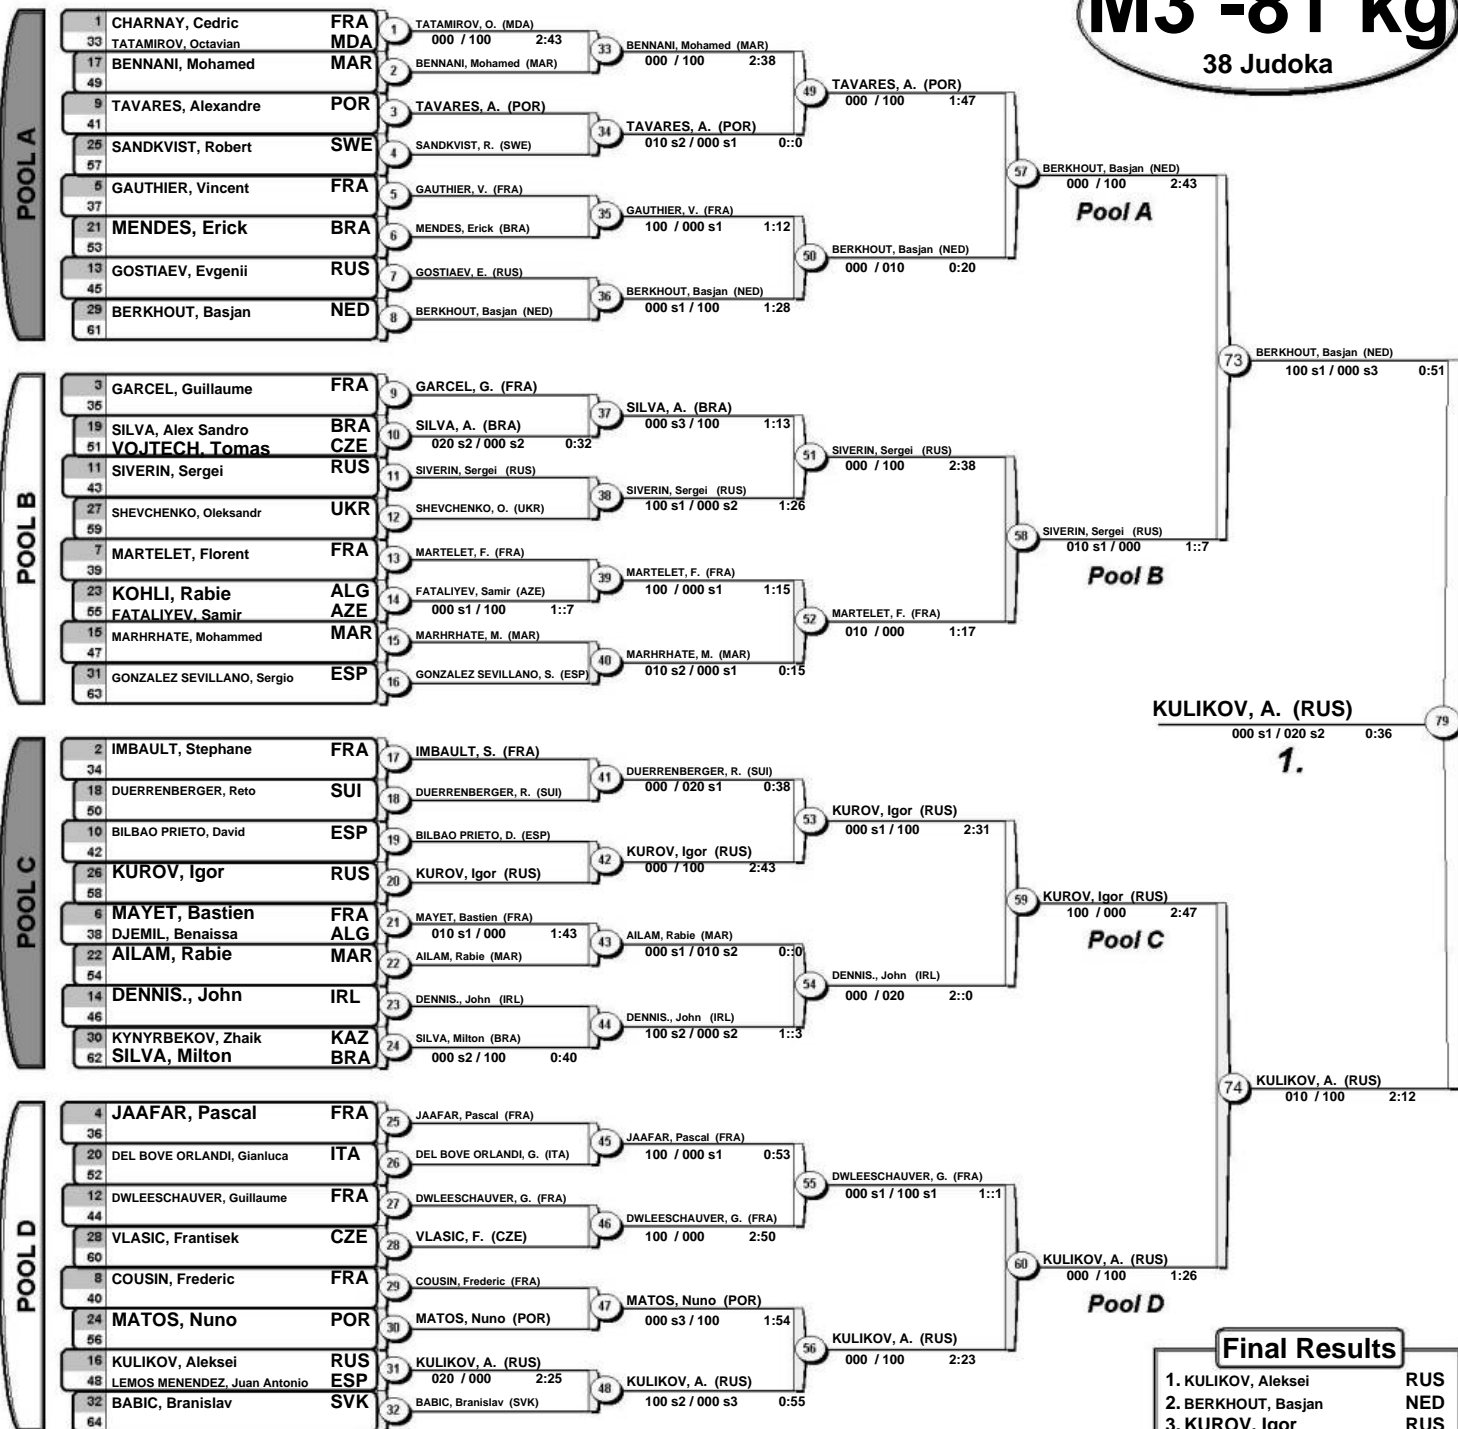 M3 -81 kg
38 Judoka
POOL A
1 CHARNAY, Cedric FRA
33 TATAMIROV, Octavian MDA
17 BENNANI, Mohamed MAR
49
9 TAVARES, Alexandre POR
41
25 SANDKVIST, Robert SWE
57
5 GAUTHIER, Vincent FRA
37
21 MENDES, Erick BRA
53
13 GOSTIAEV, Evgenii RUS
45
29 BERKHOUT, Basjan NED
61
1 TATAMIROV, O. (MDA)
000 / 100 2:43
2 BENNANI, Mohamed (MAR)
3 TAVARES, A. (POR)
4 SANDKVIST, R. (SWE)
5 GAUTHIER, V. (FRA)
6 MENDES, Erick (BRA)
7 GOSTIAEV, E. (RUS)
8 BERKHOUT, Basjan (NED)
33 BENNANI, Mohamed (MAR)
000 / 100 2:38
34 TAVARES, A. (POR)
010 s2 / 000 s1 0::0
35 GAUTHIER, V. (FRA)
100 / 000 s1 1:12
36 BERKHOUT, Basjan (NED)
000 s1 / 100 1:28
49 TAVARES, A. (POR)
000 / 100 1:47
50 BERKHOUT, Basjan (NED)
000 / 010 0:20
57 BERKHOUT, Basjan (NED)
000 / 100 2:43
Pool A
POOL B
3 GARCEL, Guillaume FRA
35
19 SILVA, Alex Sandro BRA
51 VOJTECH, Tomas CZE
11 SIVERIN, Sergei RUS
43
27 SHEVCHENKO, Oleksandr UKR
59
7 MARTELET, Florent FRA
39
23 KOHLI, Rabie ALG
55 FATALIYEV, Samir AZE
15 MARHRHATE, Mohammed MAR
47
31 GONZALEZ SEVILLANO, Sergio ESP
63
9 GARCEL, G. (FRA)
10 SILVA, A. (BRA)
020 s2 / 000 s2 0:32
11 SIVERIN, Sergei (RUS)
12 SHEVCHENKO, O. (UKR)
13 MARTELET, F. (FRA)
14 FATALIYEV, Samir (AZE)
000 s1 / 100 1::7
15 MARHRHATE, M. (MAR)
16 GONZALEZ SEVILLANO, S. (ESP)
37 SILVA, A. (BRA)
000 s3 / 100 1:13
38 SIVERIN, Sergei (RUS)
100 s1 / 000 s2 1:26
39 MARTELET, F. (FRA)
100 / 000 s1 1:15
40 MARHRHATE, M. (MAR)
010 s2 / 000 s1 0:15
51 SIVERIN, Sergei (RUS)
000 / 100 2:38
52 MARTELET, F. (FRA)
010 / 000 1:17
58 SIVERIN, Sergei (RUS)
010 s1 / 000 1::7
Pool B
73 BERKHOUT, Basjan (NED)
100 s1 / 000 s3 0:51
KULIKOV, A. (RUS) 79
000 s1 / 020 s2 0:36
1.
POOL C
2 IMBAULT, Stephane FRA
34
18 DUERRENBERGER, Reto SUI
50
10 BILBAO PRIETO, David ESP
42
26 KUROV, Igor RUS
58
6 MAYET, Bastien FRA
38 DJEMIL, Benaissa ALG
22 AILAM, Rabie MAR
54
14 DENNIS., John IRL
46
30 KYNYRBEKOV, Zhaik KAZ
62 SILVA, Milton BRA
17 IMBAULT, S. (FRA)
18 DUERRENBERGER, R. (SUI)
19 BILBAO PRIETO, D. (ESP)
20 KUROV, Igor (RUS)
21 MAYET, Bastien (FRA)
010 s1 / 000 1:43
22 AILAM, Rabie (MAR)
23 DENNIS., John (IRL)
24 SILVA, Milton (BRA)
000 s2 / 100 0:40
41 DUERRENBERGER, R. (SUI)
000 / 020 s1 0:38
42 KUROV, Igor (RUS)
000 / 100 2:43
43 AILAM, Rabie (MAR)
000 s1 / 010 s2 0::0
44 DENNIS., John (IRL)
100 s2 / 000 s2 1::3
53 KUROV, Igor (RUS)
000 s1 / 100 2:31
54 DENNIS., John (IRL)
000 / 020 2::0
59 KUROV, Igor (RUS)
100 / 000 2:47
Pool C
POOL D
4 JAAFAR, Pascal FRA
36
20 DEL BOVE ORLANDI, Gianluca ITA
52
12 DWLEESCHAUVER, Guillaume FRA
44
28 VLASIC, Frantisek CZE
60
8 COUSIN, Frederic FRA
40
24 MATOS, Nuno POR
56
16 KULIKOV, Aleksei RUS
48 LEMOS MENENDEZ, Juan Antonio ESP
32 BABIC, Branislav SVK
64
25 JAAFAR, Pascal (FRA)
26 DEL BOVE ORLANDI, G. (ITA)
27 DWLEESCHAUVER, G. (FRA)
28 VLASIC, F. (CZE)
29 COUSIN, Frederic (FRA)
30 MATOS, Nuno (POR)
31 KULIKOV, A. (RUS)
020 / 000 2:25
32 BABIC, Branislav (SVK)
45 JAAFAR, Pascal (FRA)
100 / 000 s1 0:53
46 DWLEESCHAUVER, G. (FRA)
100 / 000 2:50
47 MATOS, Nuno (POR)
000 s3 / 100 1:54
48 KULIKOV, A. (RUS)
100 s2 / 000 s3 0:55
55 DWLEESCHAUVER, G. (FRA)
000 s1 / 100 s1 1::1
56 KULIKOV, A. (RUS)
000 / 100 2:23
60 KULIKOV, A. (RUS)
000 / 100 1:26
Pool D
74 KULIKOV, A. (RUS)
010 / 100 2:12
Final Results
1. KULIKOV, Aleksei RUS
2. BERKHOUT, Basjan NED
3. KUROV, Igor RUS